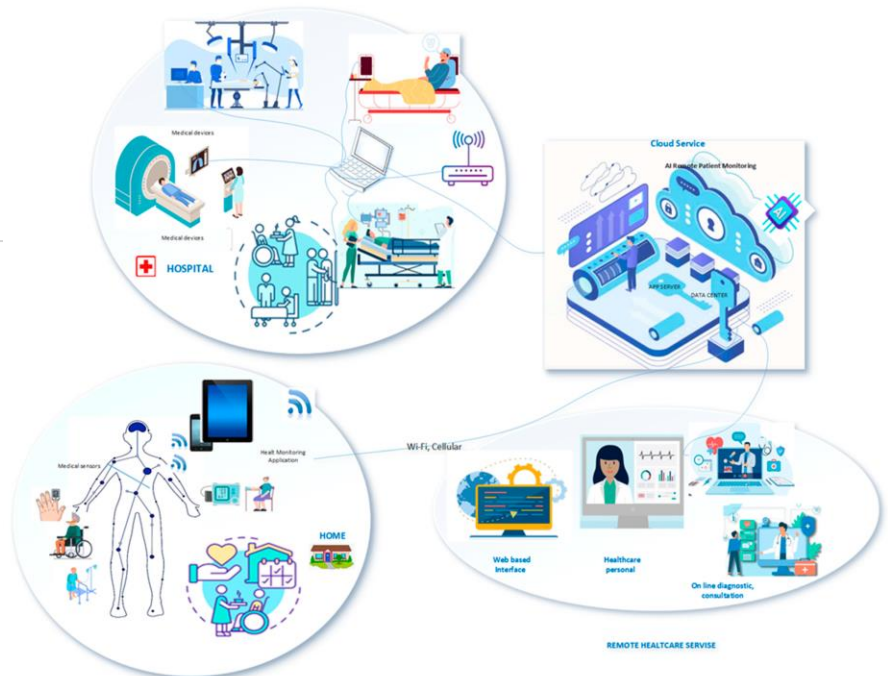 Medical devices
Medical devices
HOSPITAL
Cloud Service
AI Remote Patient Monitoring
AI
APP SERVER
DATA CENTER
Medical sensors
Healt Monitoring
Application
HOME
Wi-Fi, Cellular
Web based
Interface
Healthcare
personal
On line diagnostic,
consultation
REMOTE HEALTCARE SERVISE